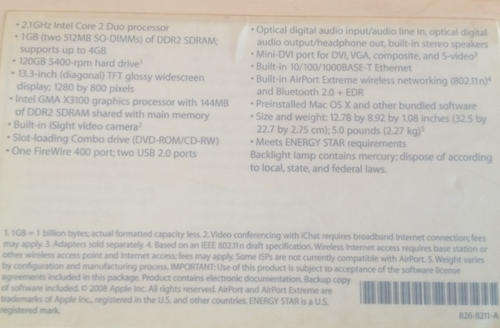 • 2.1GHz Intel Core 2 Duo processor
• 1GB (two 512MB SO-DIMMs) of DDR2 SDRAM;
supports up to 4GB
• 120GB 5400-rpm hard drive¹
• 13.3-inch (diagonal) TFT glossy widescreen
display; 1280 by 800 pixels
• Intel GMA X3100 graphics processor with 144MB
of DDR2 SDRAM shared with main memory
• Built-in iSight video camera²
• Slot-loading Combo drive (DVD-ROM/CD-RW)
• One FireWire 400 port; two USB 2.0 ports
• Optical digital audio input/audio line in, optical digital
audio output/headphone out, built-in stereo speakers
• Mini-DVI port for DVI, VGA, composite, and S-video³
• Built-in 10/100/1000BASE-T Ethernet
• Built-in AirPort Extreme wireless networking (802.11n)⁴
and Bluetooth 2.0 + EDR
• Preinstalled Mac OS X and other bundled software
• Size and weight: 12.78 by 8.92 by 1.08 inches (32.5 by
22.7 by 2.75 cm); 5.0 pounds (2.27 kg)⁵
• Meets ENERGY STAR requirements
Backlight lamp contains mercury; dispose of according
to local, state, and federal laws.
1. 1GB = 1 billion bytes; actual formatted capacity less. 2. Video conferencing with iChat requires broadband Internet connection; fees
may apply. 3. Adapters sold separately. 4. Based on an IEEE 802.11n draft specification. Wireless Internet access requires base station or
other wireless access point and Internet access; fees may apply. Some ISPs are not currently compatible with AirPort. 5. Weight varies
by configuration and manufacturing process. IMPORTANT: Use of this product is subject to acceptance of the software license
agreements included in this package. Product contains electronic documentation. Backup copy
of software included. © 2008 Apple Inc. All rights reserved. AirPort and AirPort Extreme are
trademarks of Apple Inc., registered in the U.S. and other countries. ENERGY STAR is a U.S.
registered mark.
826-8211-A